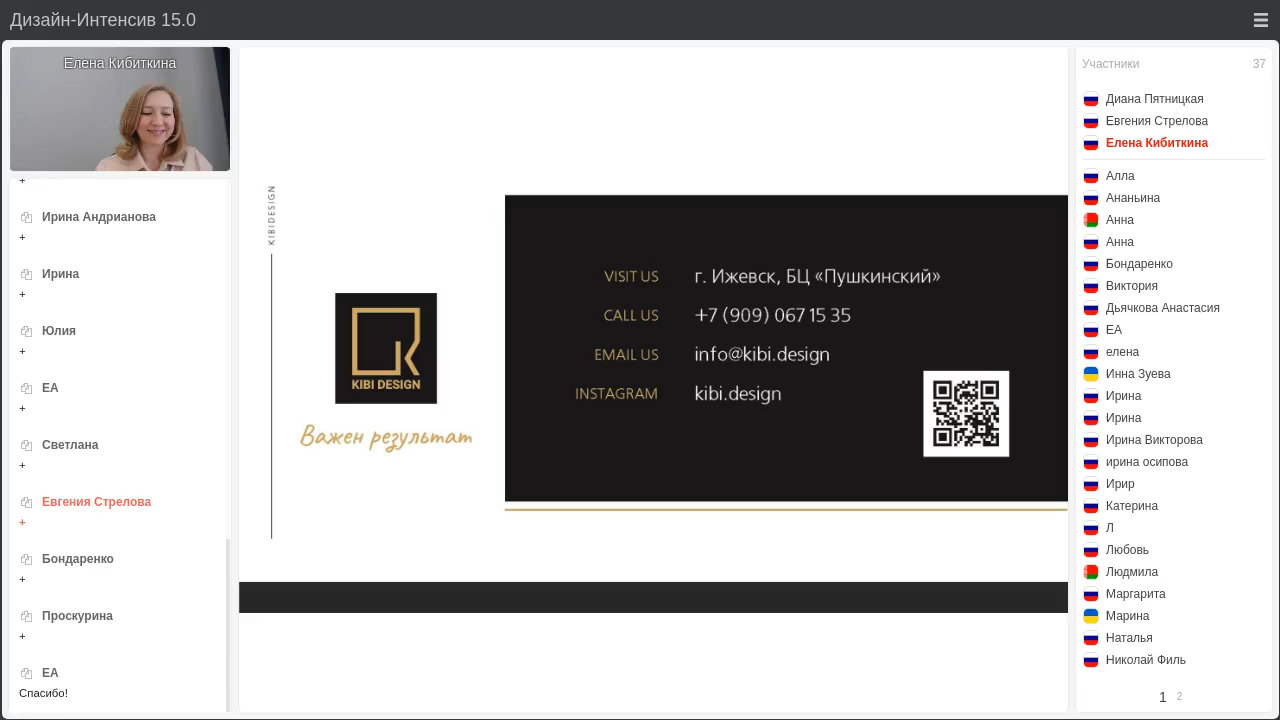 Дизайн-Интенсив 15.0
Елена Кибиткина
+
Ирина Андрианова
+
Ирина
+
Юлия
+
ЕА
+
Светлана
+
Евгения Стрелова
+
Бондаренко
+
Проскурина
+
ЕА
Спасибо!
KIBIDESIGN
KIBI DESIGN
Важен результат
VISIT US г. Ижевск, БЦ «Пушкинский»
CALL US +7 (909) 067 15 35
EMAIL US info@kibi.design
INSTAGRAM kibi.design
Участники 37
Диана Пятницкая
Евгения Стрелова
Елена Кибиткина
Алла
Ананьина
Анна
Анна
Бондаренко
Виктория
Дьячкова Анастасия
ЕА
елена
Инна Зуева
Ирина
Ирина
Ирина Викторова
ирина осипова
Ирир
Катерина
Л
Любовь
Людмила
Маргарита
Марина
Наталья
Николай Филь
1 2